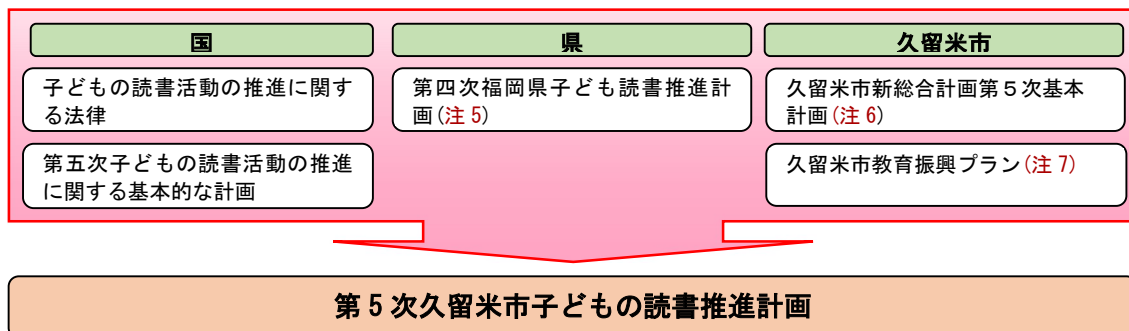 国
子どもの読書活動の推進に関す
る法律
第五次子どもの読書活動の推進
に関する基本的な計画
県
第四次福岡県子ども読書推進計
画(注 5)
久留米市
久留米市新総合計画第５次基本
計画(注 6)
久留米市教育振興プラン(注 7)
第 5 次久留米市子どもの読書推進計画